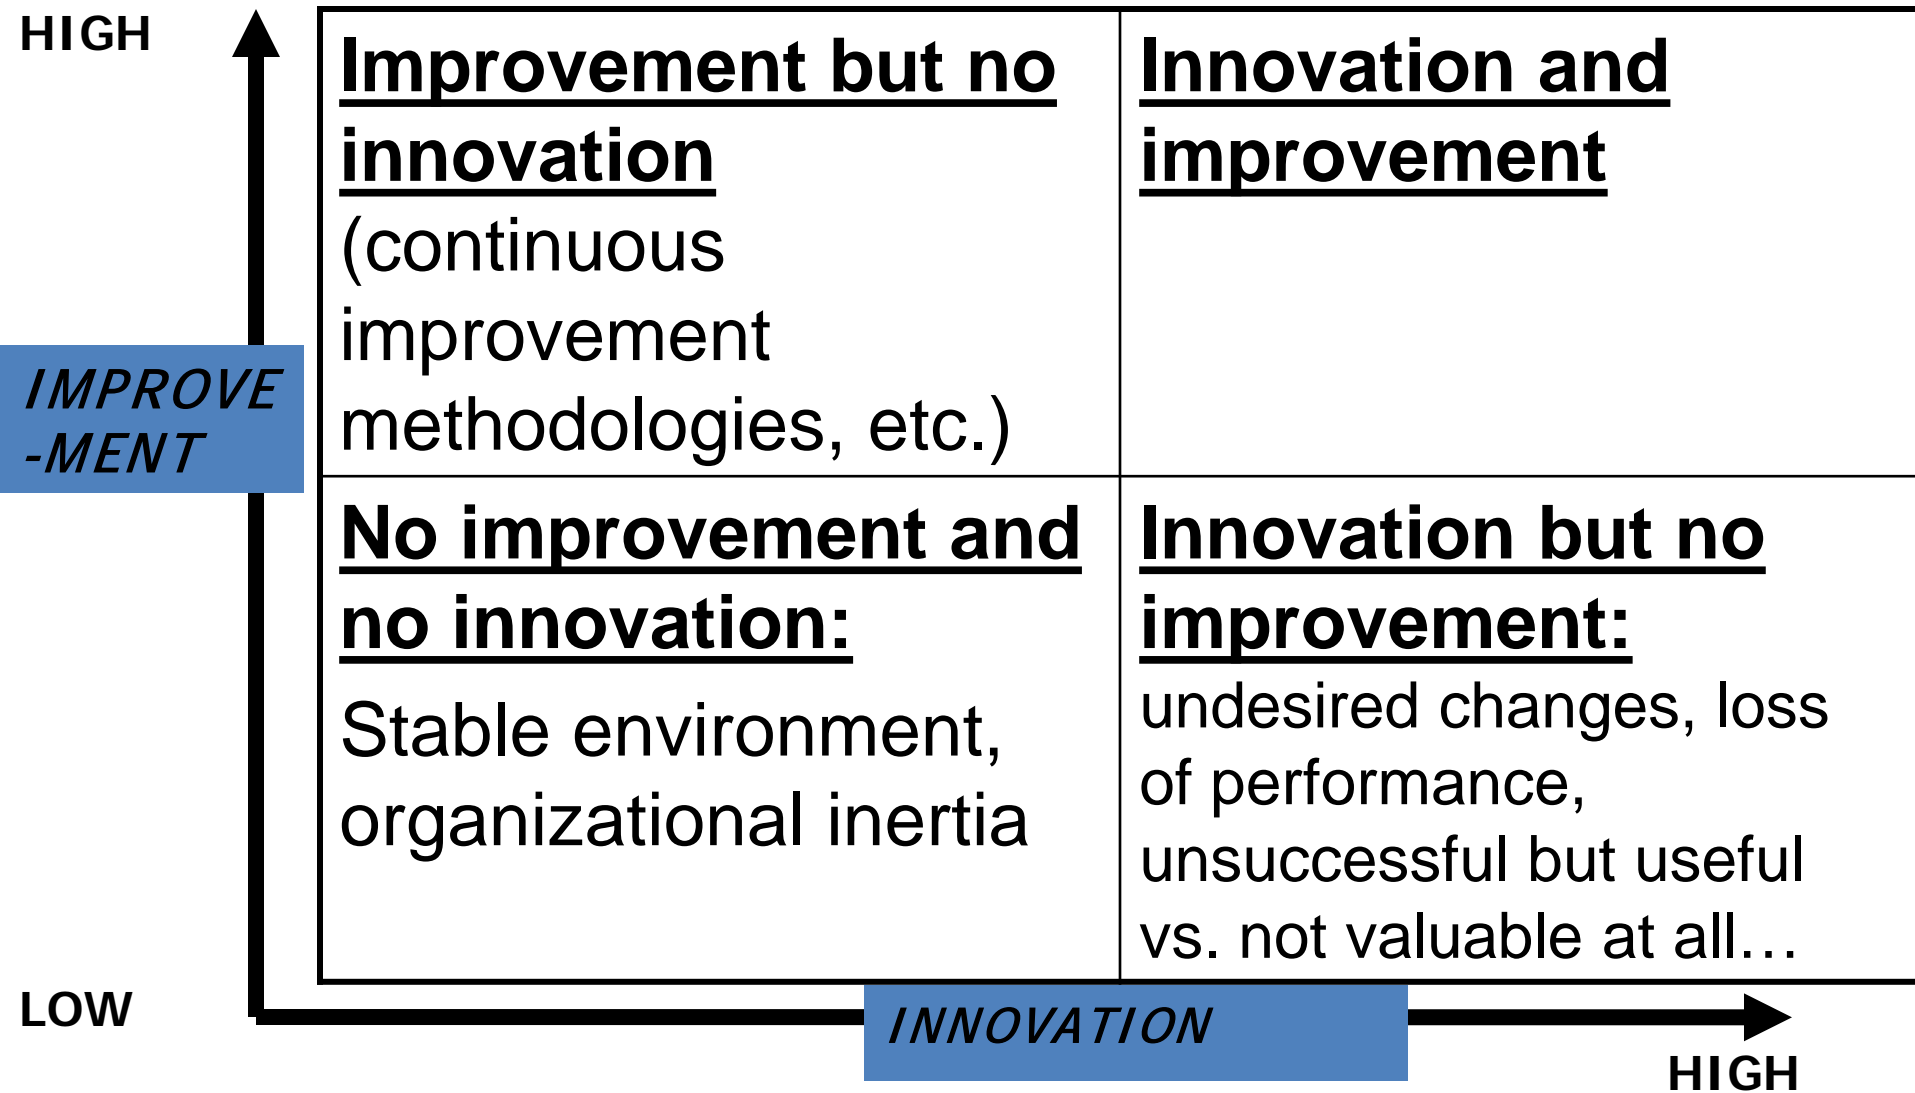 HIGH
Improvement but no
innovation
(continuous
improvement
methodologies, etc.)
Innovation and
improvement
IMPROVE
-MENT
No improvement and
no innovation:
Stable environment,
organizational inertia
Innovation but no
improvement:
undesired changes, loss
of performance,
unsuccessful but useful
vs. not valuable at all…
LOW
INNOVATION
HIGH